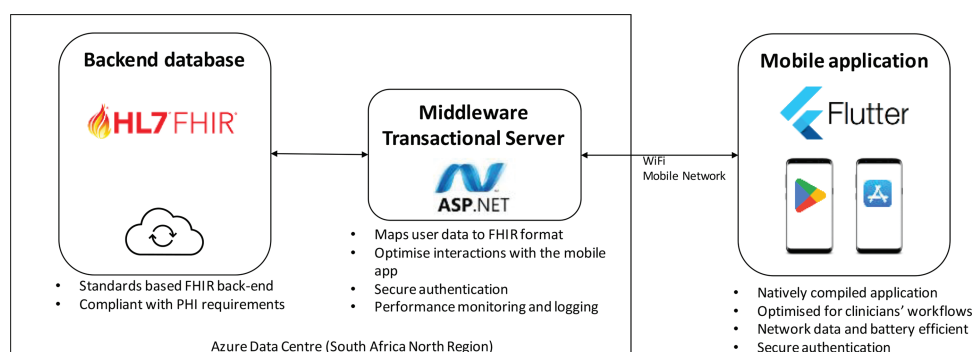 Backend database
HL7 FHIR
• Standards based FHIR back-end
• Compliant with PHI requirements
Middleware
Transactional Server
ASP.NET
• Maps user data to FHIR format
• Optimise interactions with the mobile
app
• Secure authentication
• Performance monitoring and logging
Azure Data Centre (South Africa North Region)
WiFi
Mobile Network
Mobile application
Flutter
• Natively compiled application
• Optimised for clinicians' workflows
• Network data and battery efficient
• Secure authentication